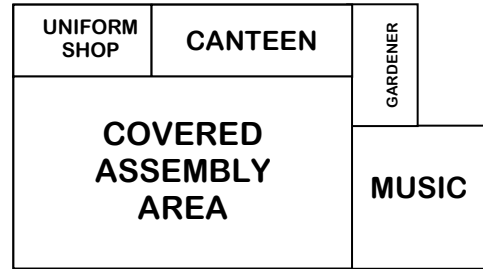 UNIFORM
SHOP
CANTEEN
GARDENER
COVERED
ASSEMBLY
AREA
MUSIC